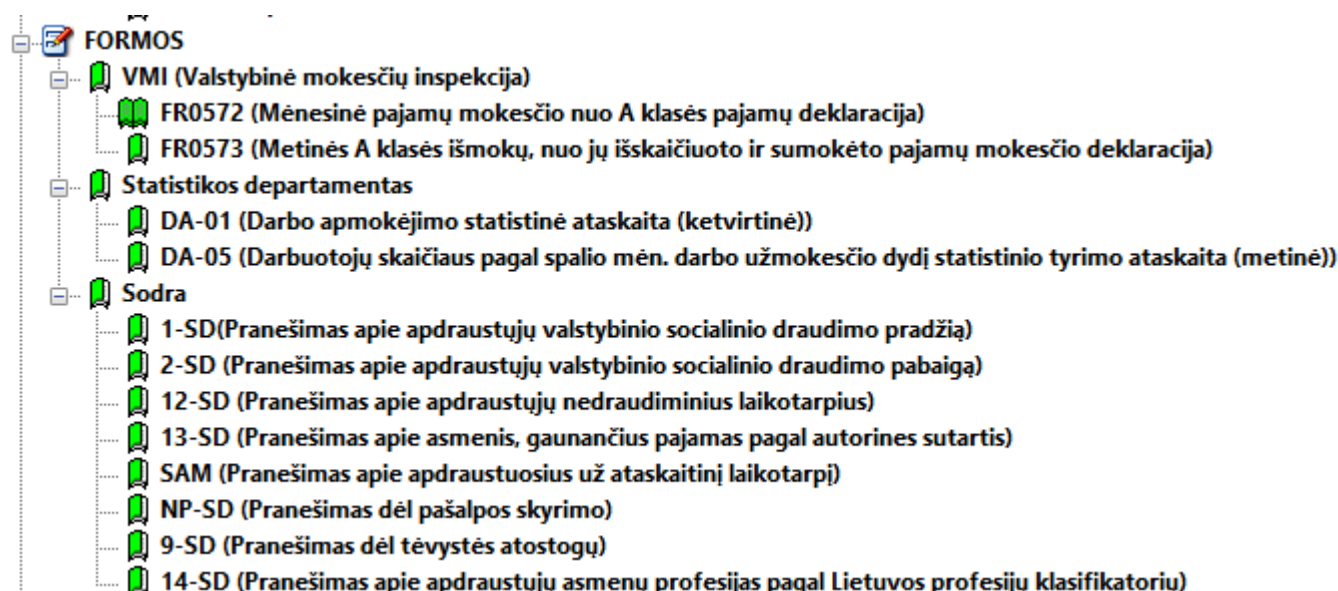 FORMOS
VMI (Valstybinė mokesčių inspekcija)
FR0572 (Mėnesinė pajamų mokesčio nuo A klasės pajamų deklaracija)
FR0573 (Metinės A klasės išmokų, nuo jų išskaičiuoto ir sumokėto pajamų mokesčio deklaracija)
Statistikos departamentas
DA-01 (Darbo apmokėjimo statistinė ataskaita (ketvirtinė))
DA-05 (Darbuotojų skaičiaus pagal spalio mėn. darbo užmokesčio dydį statistinio tyrimo ataskaita (metinė))
Sodra
1-SD(Pranešimas apie apdraustųjų valstybinio socialinio draudimo pradžią)
2-SD (Pranešimas apie apdraustųjų valstybinio socialinio draudimo pabaigą)
12-SD (Pranešimas apie apdraustųjų nedraudiminius laikotarpius)
13-SD (Pranešimas apie asmenis, gaunančius pajamas pagal autorines sutartis)
SAM (Pranešimas apie apdraustuosius už ataskaitinį laikotarpį)
NP-SD (Pranešimas dėl pašalpos skyrimo)
9-SD (Pranešimas dėl tėvystės atostogų)
14-SD (Pranešimas apie apdraustųjų asmenų profesijas pagal Lietuvos profesijų klasifikatorių)